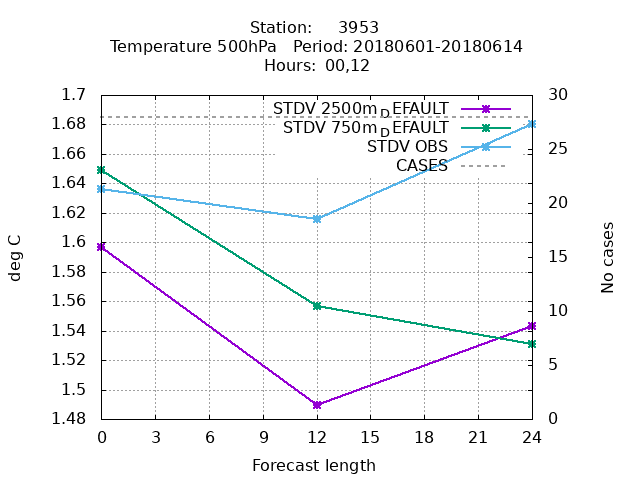 Station: 3953
Temperature 500hPa Period: 20180601-20180614
Hours: 00,12
1.7 30
STDV 2500m_DEFAULT
1.68
STDV 750m_DEFAULT
STDV OBS
1.66 25
CASES
1.64
1.62 20
1.6
deg C
No cases
1.58 15
1.56
1.54 10
1.52
1.5 5
1.48 0
0 3 6 9 12 15 18 21 24
Forecast length